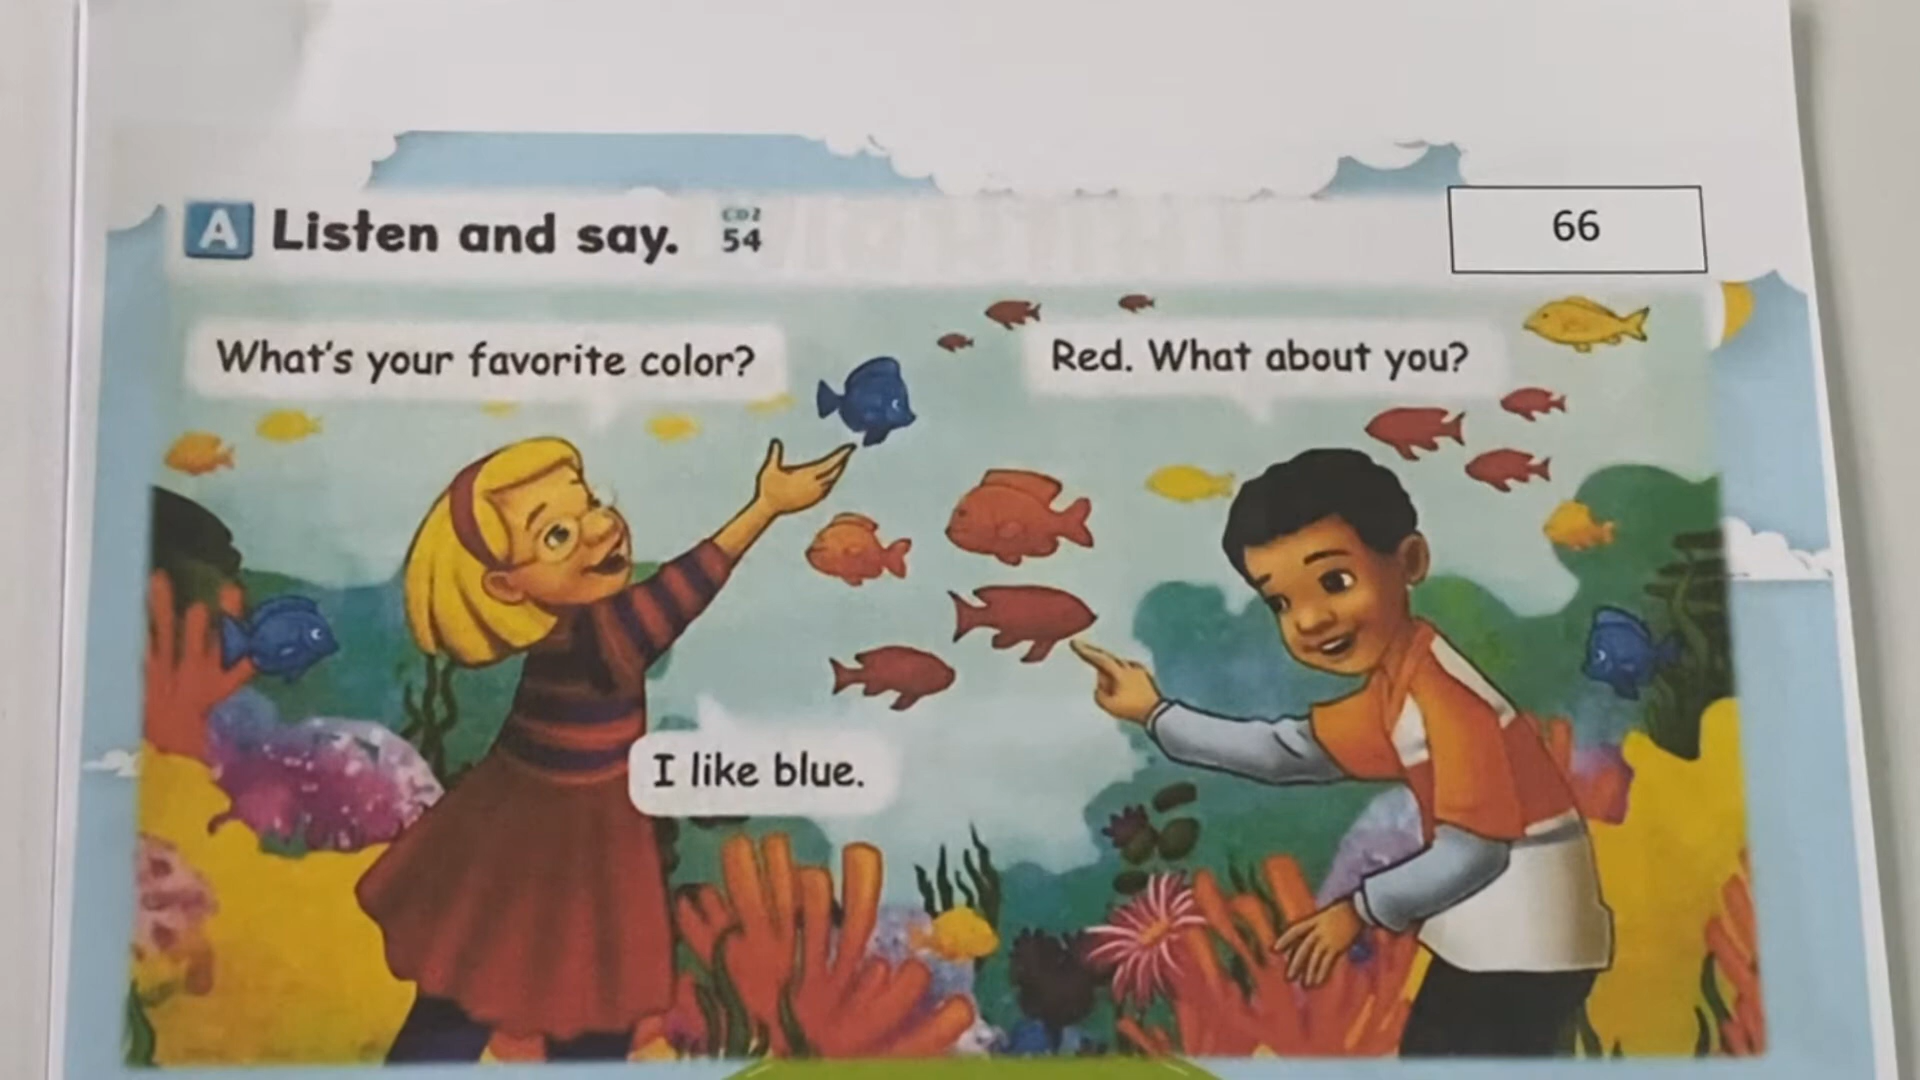 A Listen and say. CD2 54
66
What's your favorite color?
Red. What about you?
I like blue.